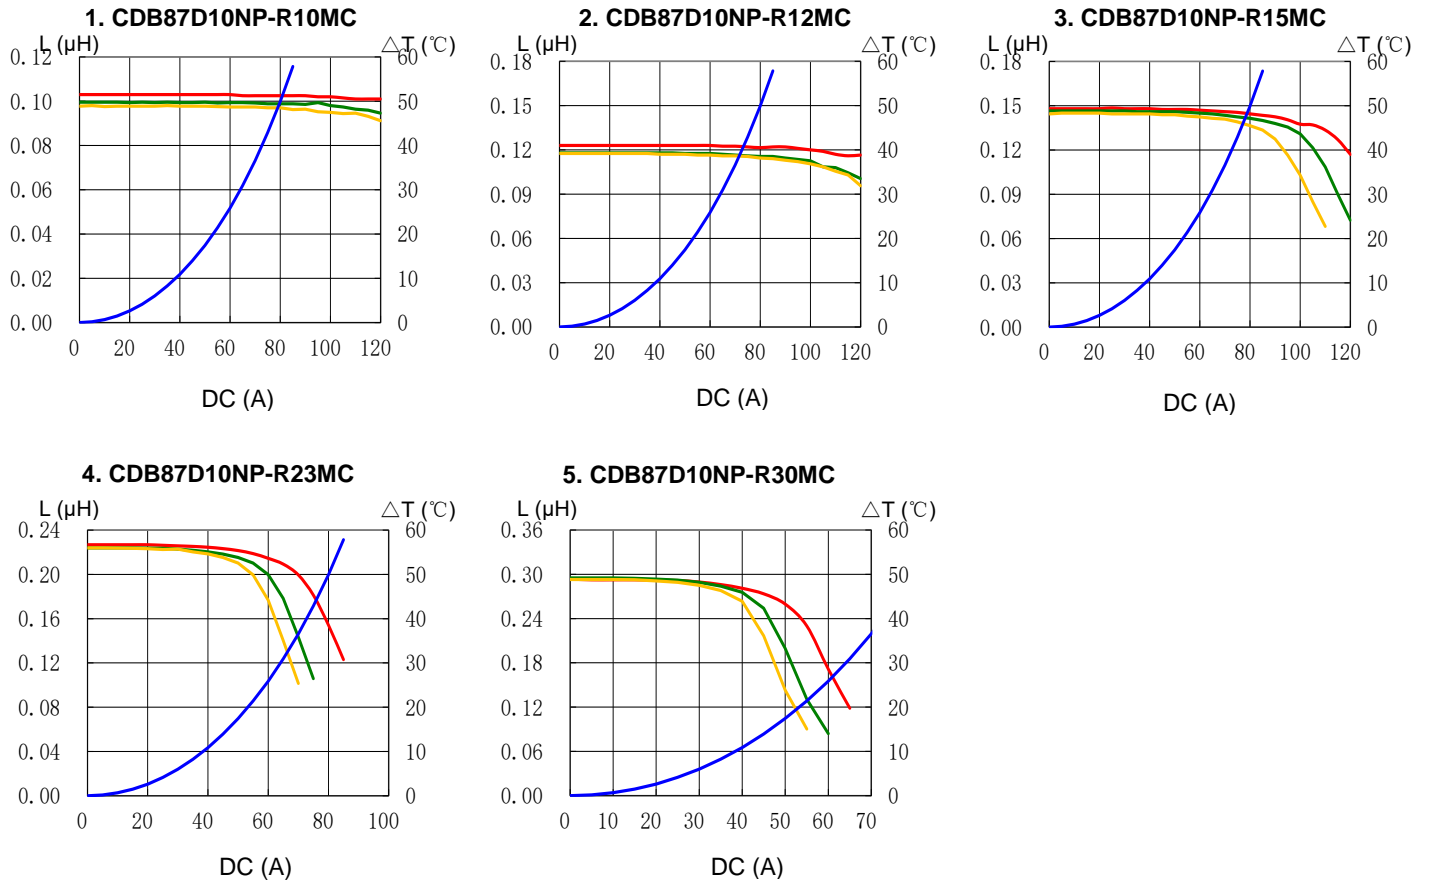 1. CDB87D10NP-R10MC
L (µH)
△T (℃)
0.12
0.10
0.08
0.06
0.04
0.02
0.00
60
50
40
30
20
10
0
0 20 40 60 80 100 120
DC (A)
2. CDB87D10NP-R12MC
L (µH)
△T (℃)
0.18
0.15
0.12
0.09
0.06
0.03
0.00
60
50
40
30
20
10
0
0 20 40 60 80 100 120
DC (A)
3. CDB87D10NP-R15MC
L (µH)
△T (℃)
0.18
0.15
0.12
0.09
0.06
0.03
0.00
60
50
40
30
20
10
0
0 20 40 60 80 100 120
DC (A)
4. CDB87D10NP-R23MC
L (µH)
△T (℃)
0.24
0.20
0.16
0.12
0.08
0.04
0.00
60
50
40
30
20
10
0
0 20 40 60 80 100
DC (A)
5. CDB87D10NP-R30MC
L (µH)
△T (℃)
0.36
0.30
0.24
0.18
0.12
0.06
0.00
60
50
40
30
20
10
0
0 10 20 30 40 50 60 70
DC (A)